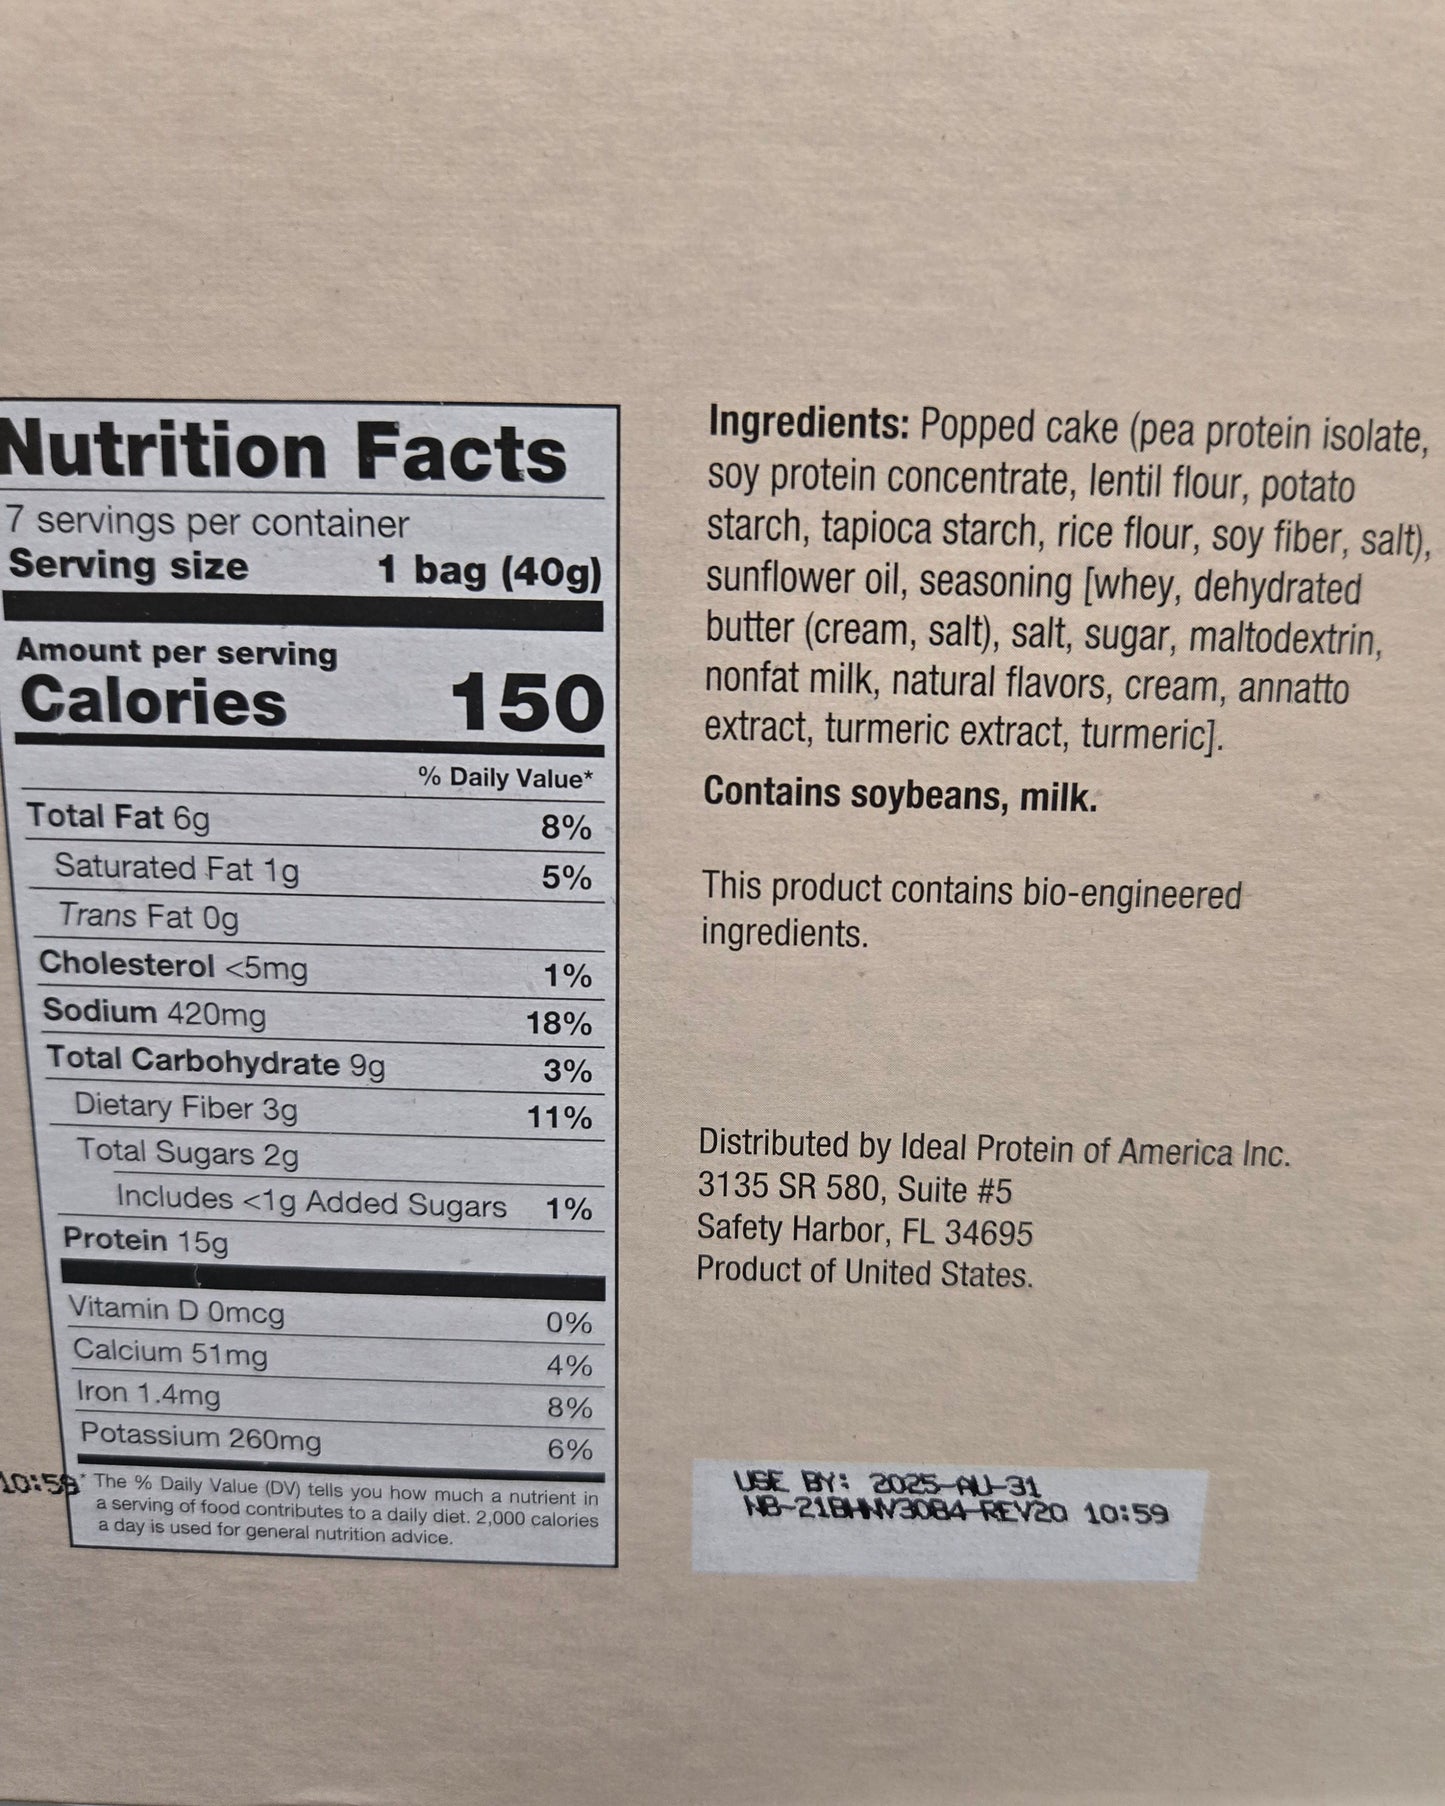 Nutrition Facts
7 servings per container
Serving size 1 bag (40g)
Amount per serving
Calories 150
% Daily Value*
Total Fat 6g 8%
Saturated Fat 1g 5%
Trans Fat 0g
Cholesterol <5mg 1%
Sodium 420mg 18%
Total Carbohydrate 9g 3%
Dietary Fiber 3g 11%
Total Sugars 2g
Includes <1g Added Sugars 1%
Protein 15g
Vitamin D 0mcg 0%
Calcium 51mg 4%
Iron 1.4mg 8%
Potassium 260mg 6%
10:59
* The % Daily Value (DV) tells you how much a nutrient in
a serving of food contributes to a daily diet. 2,000 calories
a day is used for general nutrition advice.
Ingredients: Popped cake (pea protein isolate,
soy protein concentrate, lentil flour, potato
starch, tapioca starch, rice flour, soy fiber, salt),
sunflower oil, seasoning [whey, dehydrated
butter (cream, salt), salt, sugar, maltodextrin,
nonfat milk, natural flavors, cream, annatto
extract, turmeric extract, turmeric].
Contains soybeans, milk.
This product contains bio-engineered
ingredients.
Distributed by Ideal Protein of America Inc.
3135 SR 580, Suite #5
Safety Harbor, FL 34695
Product of United States.
USE BY: 2025-AU-31
10:59